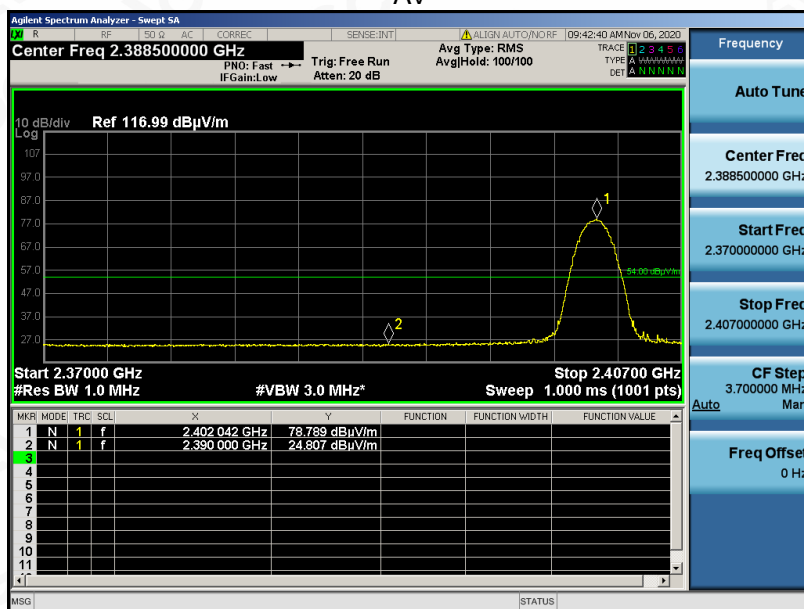 AV
Agilent Spectrum Analyzer - Swept SA
LXI R RF 50 Ω AC CORREC SENSE:INT ALIGN AUTO/NO RF 09:42:40 AM Nov 06, 2020
Center Freq 2.388500000 GHz
PNO: Fast
IFGain:Low
Trig: Free Run
Atten: 20 dB
Avg Type: RMS
Avg|Hold: 100/100
TRACE 1 2 3 4 5 6
TYPE A WWWWW
DET A N N N N N
Frequency
Auto Tune
Center Freq
2.388500000 GHz
Start Freq
2.370000000 GHz
Stop Freq
2.407000000 GHz
CF Step
3.700000 MHz
Auto Man
Freq Offset
0 Hz
10 dB/div Ref 116.99 dBµV/m
Log
107
97.0
87.0
77.0
67.0
57.0
47.0
37.0
27.0
1
54.00 dBµV/m
2
Start 2.37000 GHz Stop 2.40700 GHz
#Res BW 1.0 MHz #VBW 3.0 MHz* Sweep 1.000 ms (1001 pts)
MKR MODE TRC SCL X Y FUNCTION FUNCTION WIDTH FUNCTION VALUE
1 N 1 f 2.402 042 GHz 78.789 dBµV/m
2 N 1 f 2.390 000 GHz 24.807 dBµV/m
3
4
5
6
7
8
9
10
11
MSG STATUS